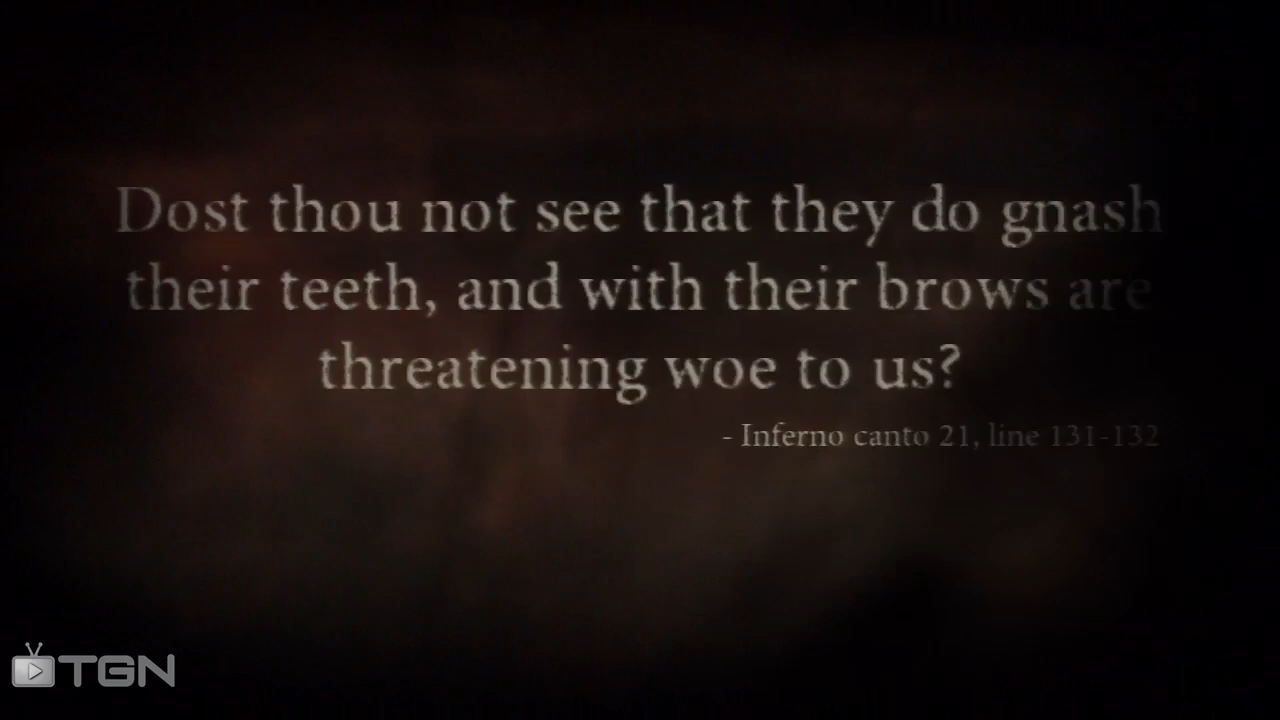 Dost thou not see that they do gnash
their teeth, and with their brows are
threatening woe to us?
- Inferno canto 21, line 131-132
TGN